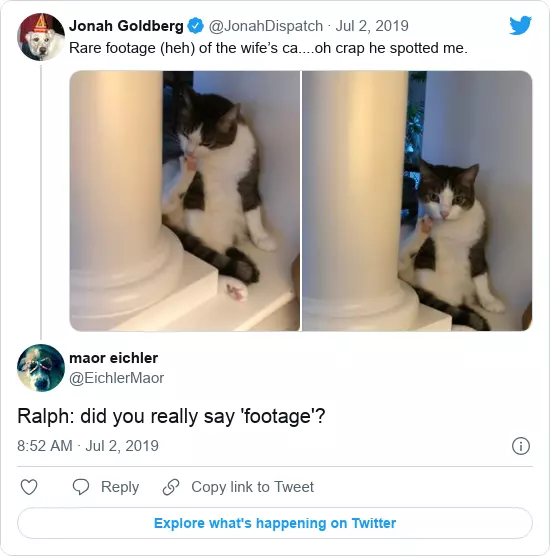 Jonah Goldberg @JonahDispatch · Jul 2, 2019
Rare footage (heh) of the wife’s ca....oh crap he spotted me.
maor eichler
@EichlerMaor
Ralph: did you really say 'footage'?
8:52 AM · Jul 2, 2019
Reply Copy link to Tweet
Explore what's happening on Twitter